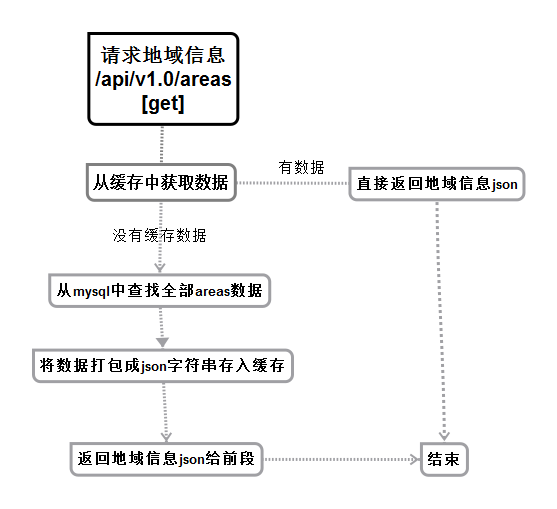 请求地域信息
/api/v1.0/areas
[get]
从缓存中获取数据
有数据
直接返回地域信息json
没有缓存数据
从mysql中查找全部areas数据
将数据打包成json字符串存入缓存
返回地域信息json给前段
结束